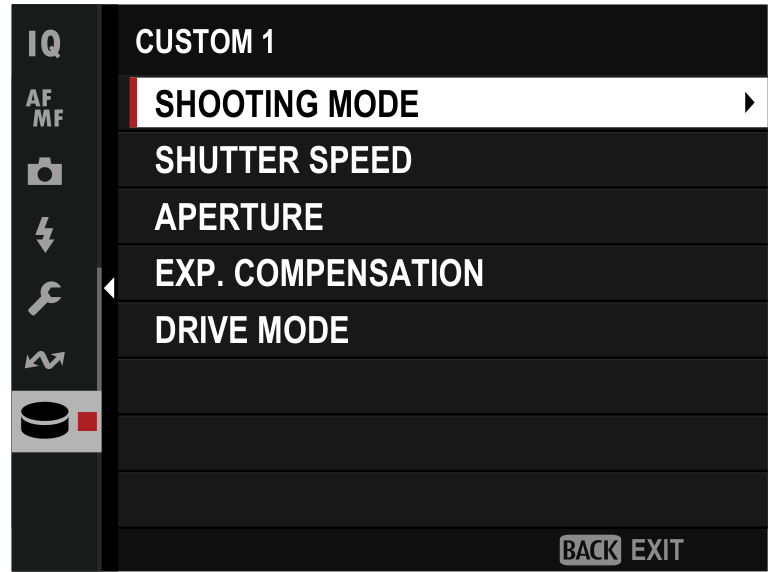 IQ
AF
MF
CUSTOM 1
SHOOTING MODE
SHUTTER SPEED
APERTURE
EXP. COMPENSATION
DRIVE MODE
BACK EXIT